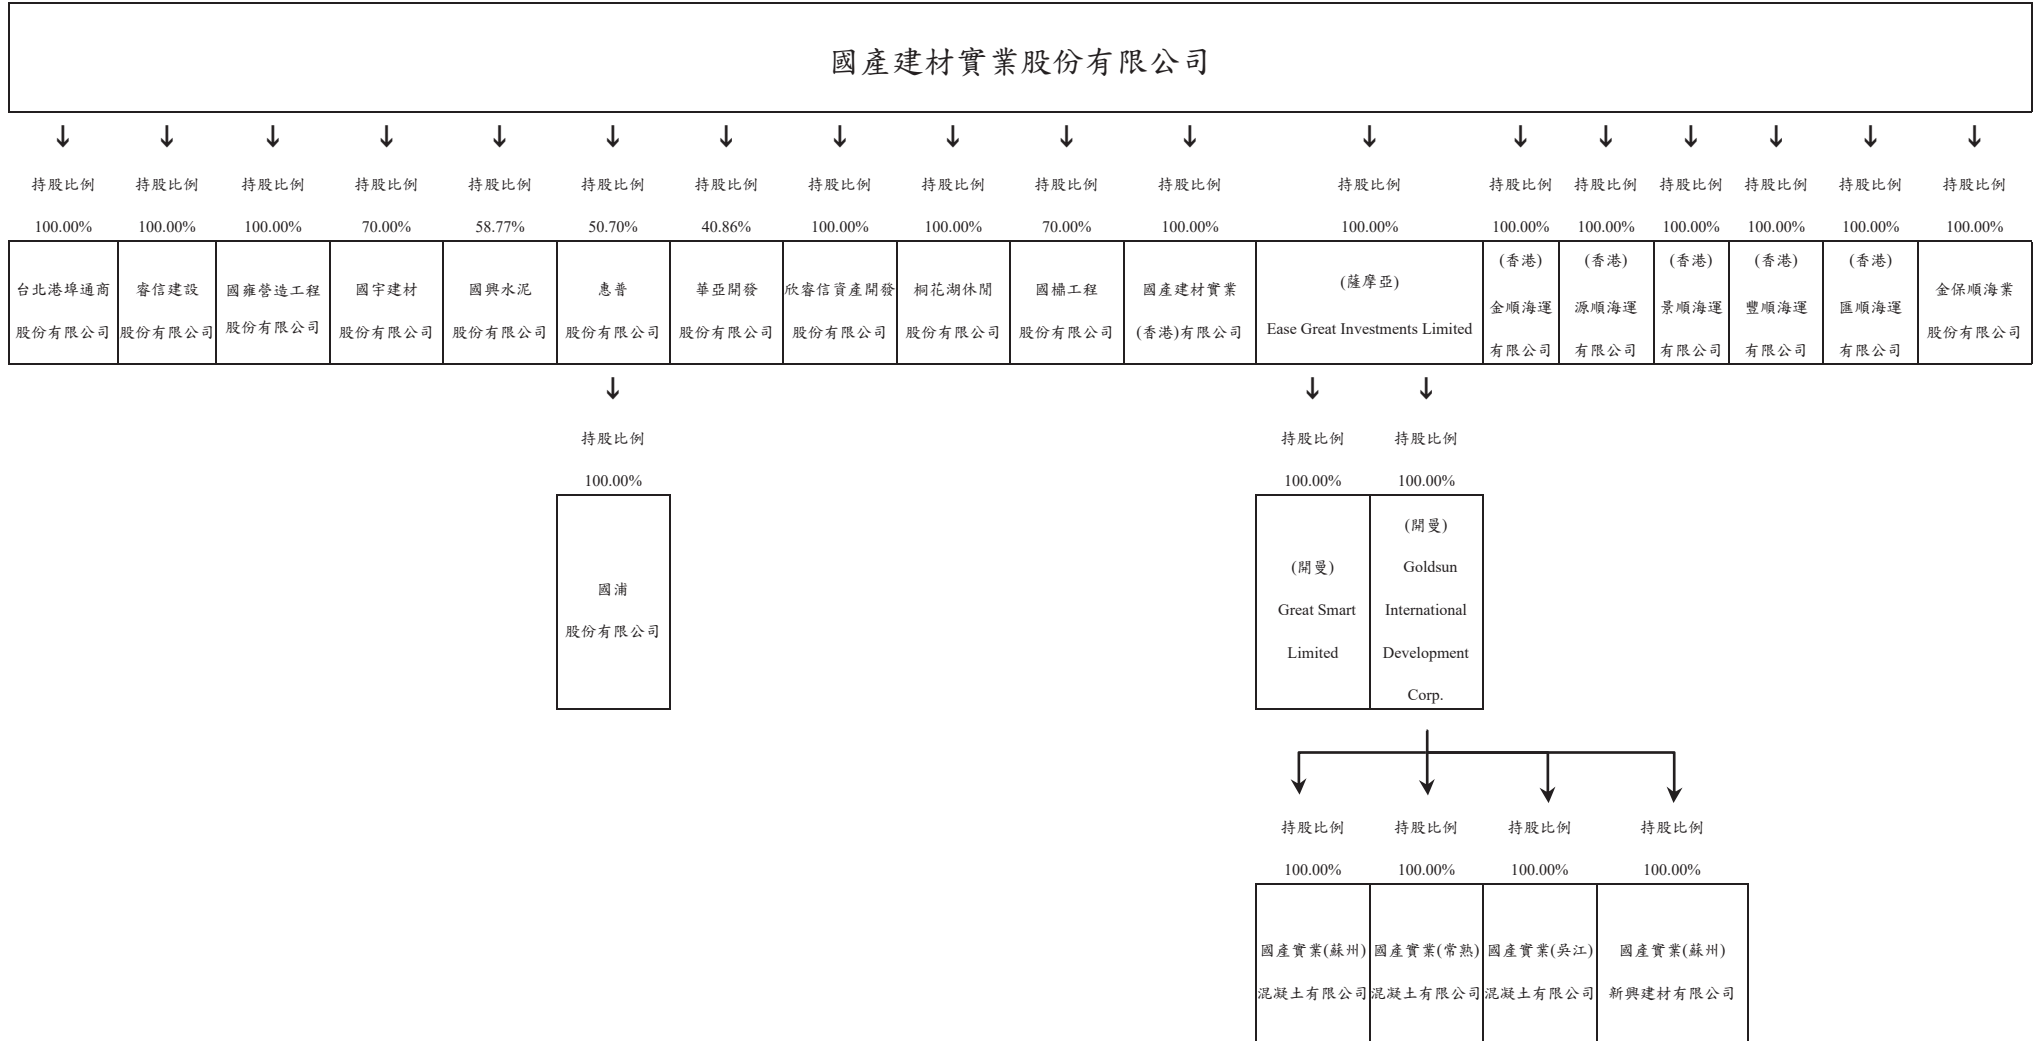 國產建材實業股份有限公司
持股比例 持股比例 持股比例 持股比例 持股比例 持股比例 持股比例 持股比例 持股比例 持股比例 持股比例 持股比例 持股比例 持股比例 持股比例 持股比例 持股比例 持股比例
100.00% 100.00% 100.00% 70.00% 58.77% 50.70% 40.86% 100.00% 100.00% 70.00% 100.00% 100.00% 100.00% 100.00% 100.00% 100.00% 100.00% 100.00%
台北港埠通商
股份有限公司
睿信建設
股份有限公司
國雍營造工程
股份有限公司
國宇建材
股份有限公司
國興水泥
股份有限公司
惠普
股份有限公司
華亞開發
股份有限公司
欣睿信資產開發
股份有限公司
桐花湖休閒
股份有限公司
國橋工程
股份有限公司
國產建材實業
(香港)有限公司
(薩摩亞)
Ease Great Investments Limited
(香港)
金順海運
有限公司
(香港)
源順海運
有限公司
(香港)
景順海運
有限公司
(香港)
豐順海運
有限公司
(香港)
匯順海運
有限公司
金保順海業
股份有限公司
持股比例 持股比例 持股比例
100.00% 100.00% 100.00%
國浦
股份有限公司
(開曼)
Great Smart
Limited
(開曼)
Goldsun
International
Development
Corp.
持股比例 持股比例 持股比例 持股比例
100.00% 100.00% 100.00% 100.00%
國產實業(蘇州)
混凝土有限公司
國產實業(常熟)
混凝土有限公司
國產實業(吳江)
混凝土有限公司
國產實業(蘇州)
新興建材有限公司